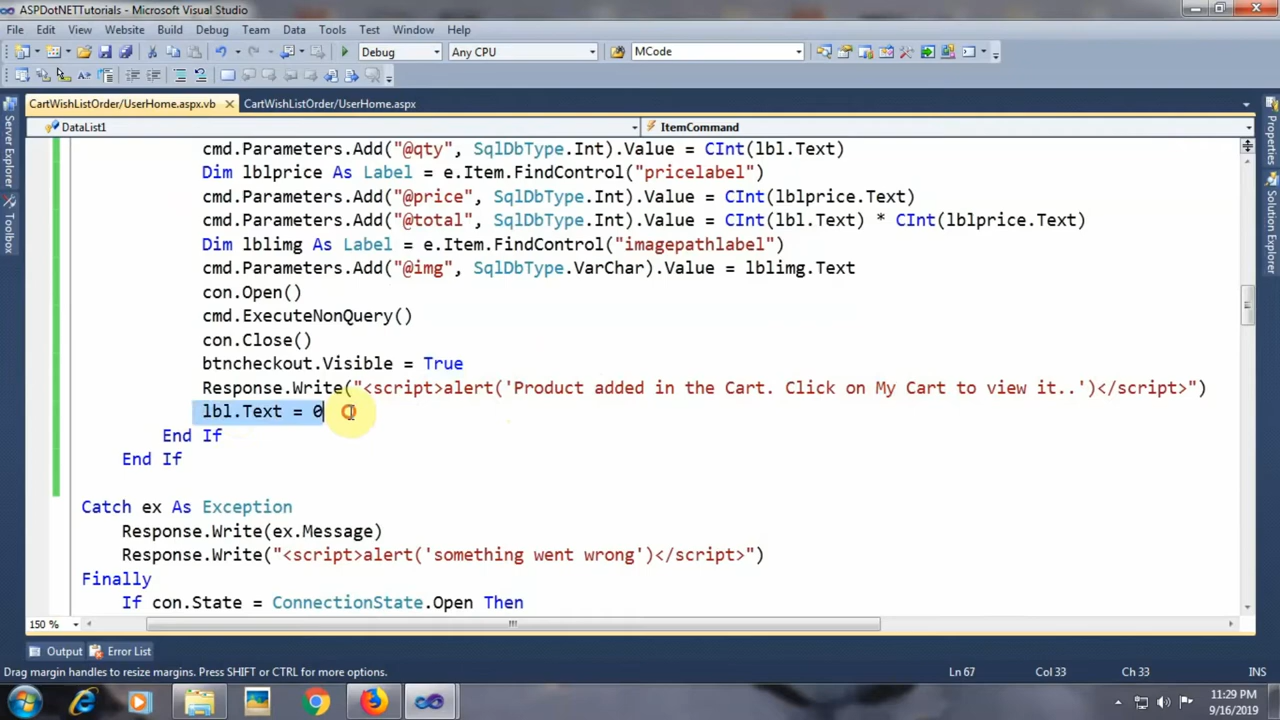 ASPDotNETTutorials - Microsoft Visual Studio
File Edit View Website Build Debug Team Data Tools Test Window Help
Debug Any CPU MCode
CartWishListOrder/UserHome.aspx.vb CartWishListOrder/UserHome.aspx
DataList1 ItemCommand
Server Explorer
Toolbox
Properties
Solution Explorer
cmd.Parameters.Add("@qty", SqlDbType.Int).Value = CInt(lbl.Text)
Dim lblprice As Label = e.Item.FindControl("pricelabel")
cmd.Parameters.Add("@price", SqlDbType.Int).Value = CInt(lblprice.Text)
cmd.Parameters.Add("@total", SqlDbType.Int).Value = CInt(lbl.Text) * CInt(lblprice.Text)
Dim lblimg As Label = e.Item.FindControl("imagepathlabel")
cmd.Parameters.Add("@img", SqlDbType.VarChar).Value = lblimg.Text
con.Open()
cmd.ExecuteNonQuery()
con.Close()
btncheckout.Visible = True
Response.Write("<script>alert('Product added in the Cart. Click on My Cart to view it..')</script>")
lbl.Text = 0
End If
End If
Catch ex As Exception
Response.Write(ex.Message)
Response.Write("<script>alert('something went wrong')</script>")
Finally
If con.State = ConnectionState.Open Then
150 %
Output Error List
Drag margin handles to resize margins. Press SHIFT or CTRL for more options. Ln 67 Col 33 Ch 33 INS
11:29 PM
9/16/2019